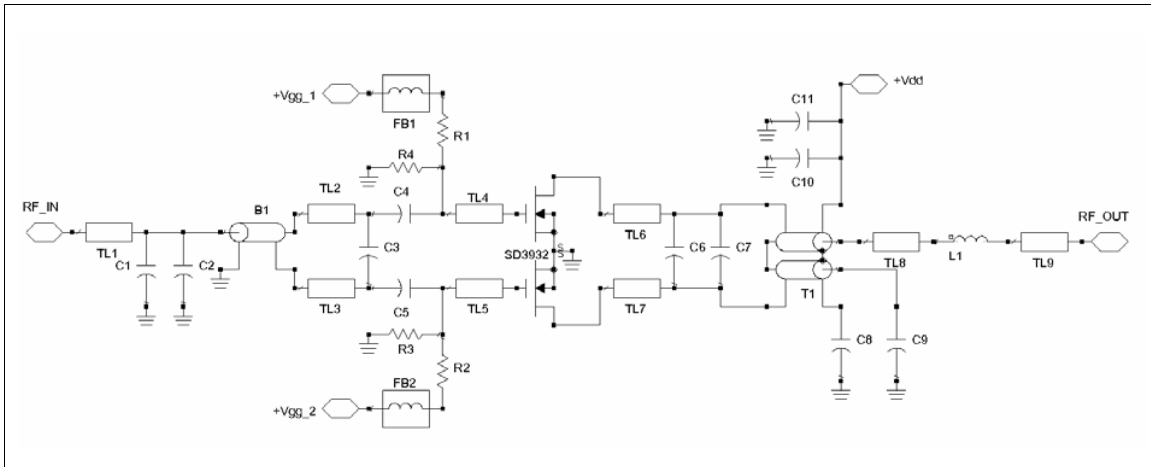 +Vgg_1
FB1
R1
R4
+Vdd
C11
C10
RF_IN
TL1
C1
C2
B1
TL2
TL3
C4
C3
C5
TL4
TL5
SD3932
S
S
R3
R2
FB2
+Vgg_2
TL6
TL7
C6
C7
T1
C8
C9
TL8
L1
TL9
RF_OUT